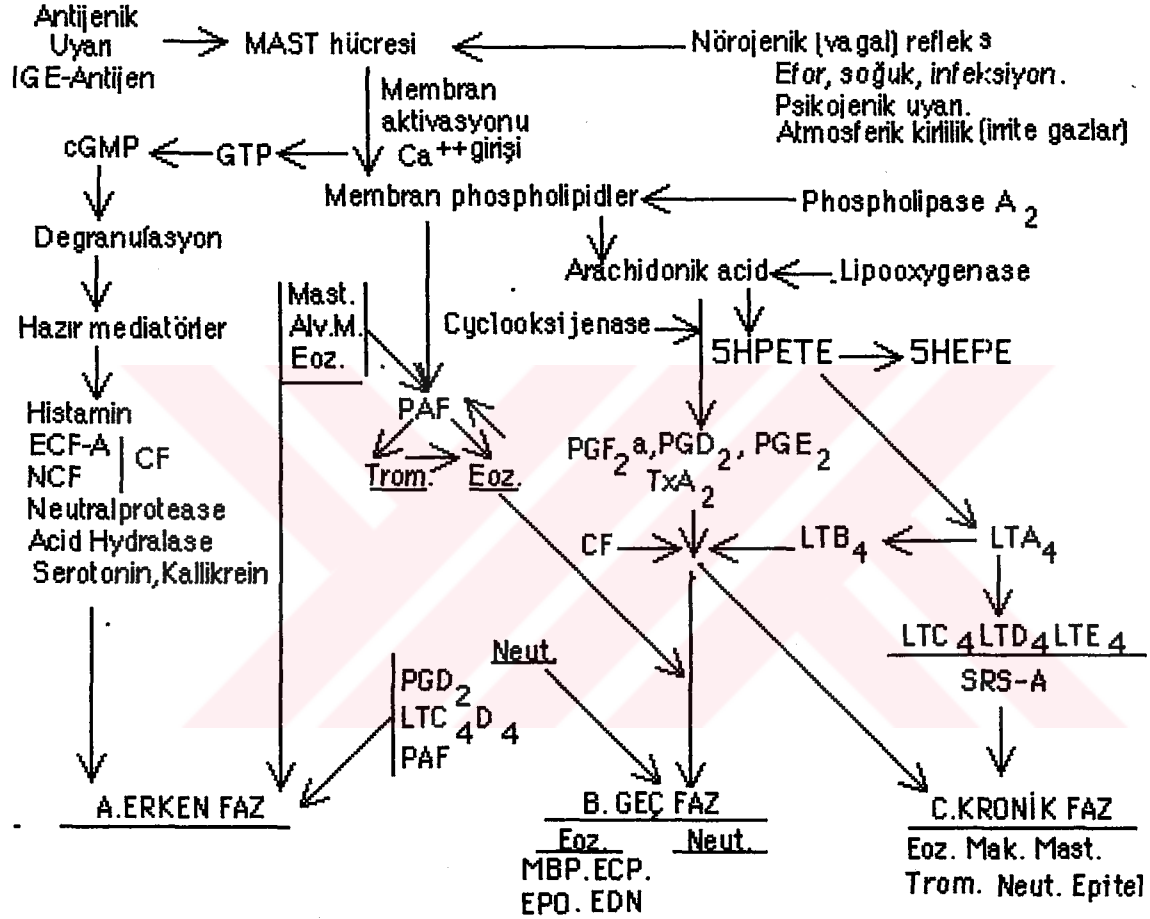 Antijenik
Uyarı
IGE-Antijen
MAST hücresi
Nörojenik (vagal) refleks
Efor, soğuk, infeksiyon.
Psikojenik uyarı.
Atmosferik kirlilik (irrite gazlar)
Membran
aktivasyonu
Ca++ girişi
cGMP
GTP
Membran phospholipidler
Phospholipase A2
Degranulasyon
Arachidonik acid
Lipooxygenase
Mast.
Alv.M.
Eoz.
Hazır mediatörler
Cyclooksijenase
5HPETE
5HEPE
PAF
Histamin
ECF-A
NCF
CF
Neutralprotease
Acid Hydralase
Serotonin, Kallikrein
Trom.
Eoz.
PGF2a, PGD2, PGE2
TxA2
CF
LTB4
LTA4
LTC4 LTD4 LTE4
SRS-A
Neut.
PGD2
LTC4D4
PAF
A.ERKEN FAZ
B. GEÇ FAZ
Eoz.
Neut.
MBP. ECP.
EPO. EDN
C.KRONİK FAZ
Eoz. Mak. Mast.
Trom. Neut. Epitel